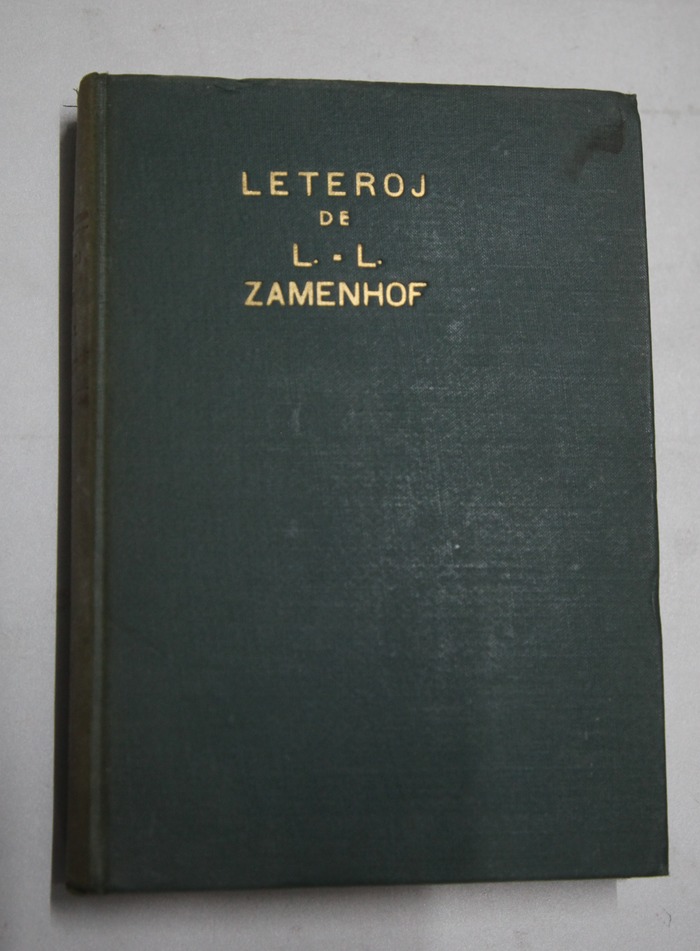 LETEROJ
DE
L.-L.
ZAMENHOF